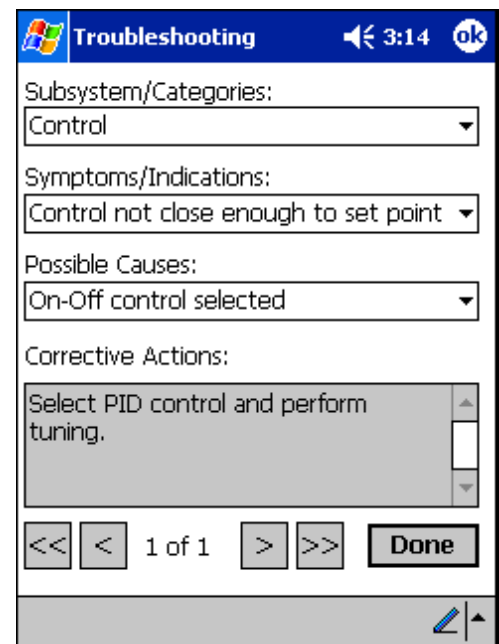 Troubleshooting 3:14 ok
Subsystem/Categories:
Control
Symptoms/Indications:
Control not close enough to set point
Possible Causes:
On-Off control selected
Corrective Actions:
Select PID control and perform
tuning.
<< < 1 of 1 > >> Done